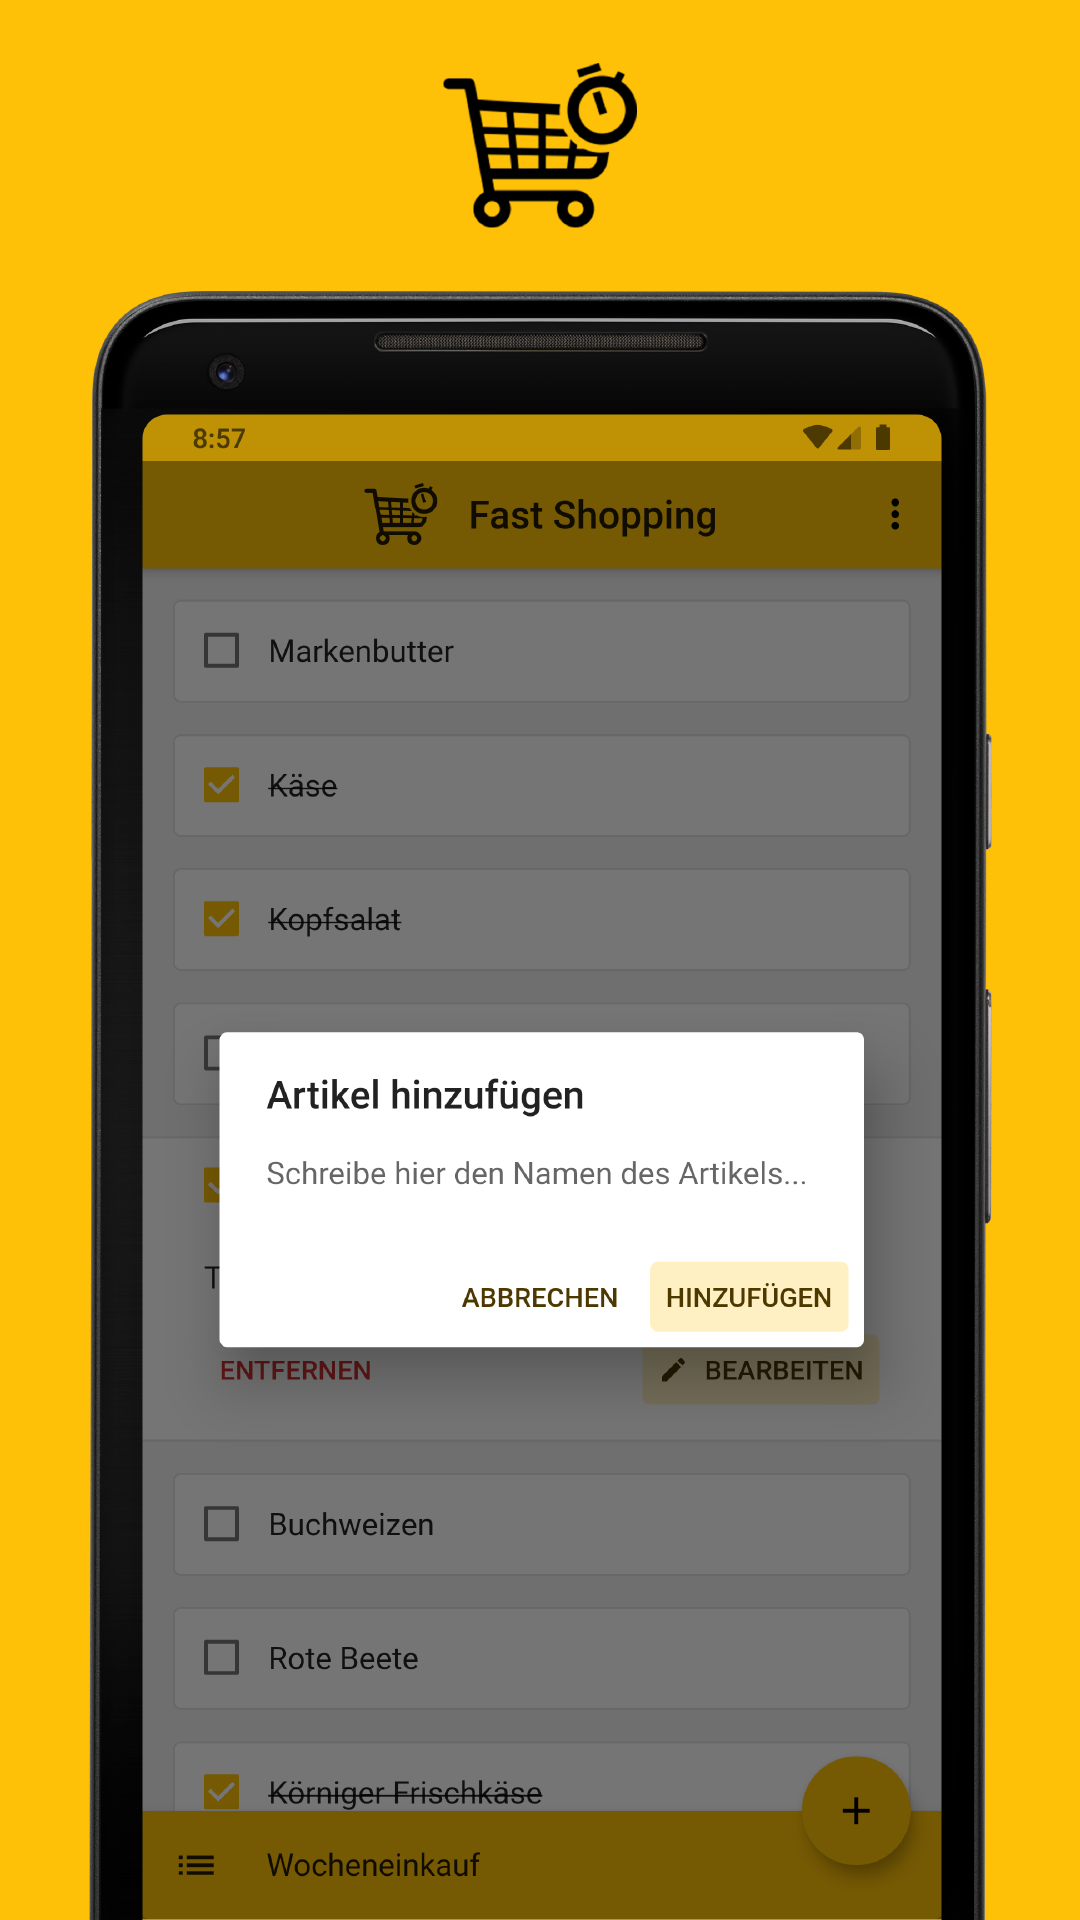 8:57
Fast Shopping
Markenbutter
Käse
Kopfsalat
Artikel hinzufügen
Schreibe hier den Namen des Artikels...
T
ABBRECHEN HINZUFÜGEN
ENTFERNEN BEARBEITEN
Buchweizen
Rote Beete
Körniger Frischkäse
Wocheneinkauf